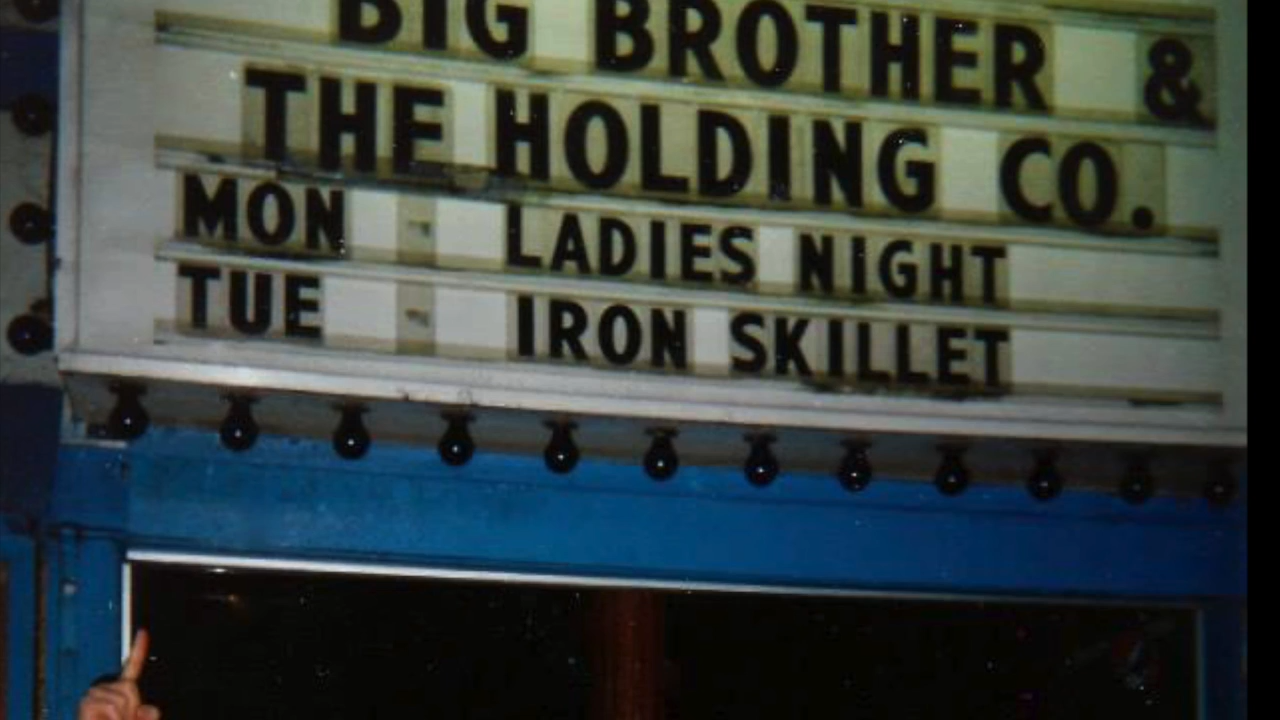 BIG BROTHER &
THE HOLDING CO.
MON - LADIES NIGHT
TUE - IRON SKILLET